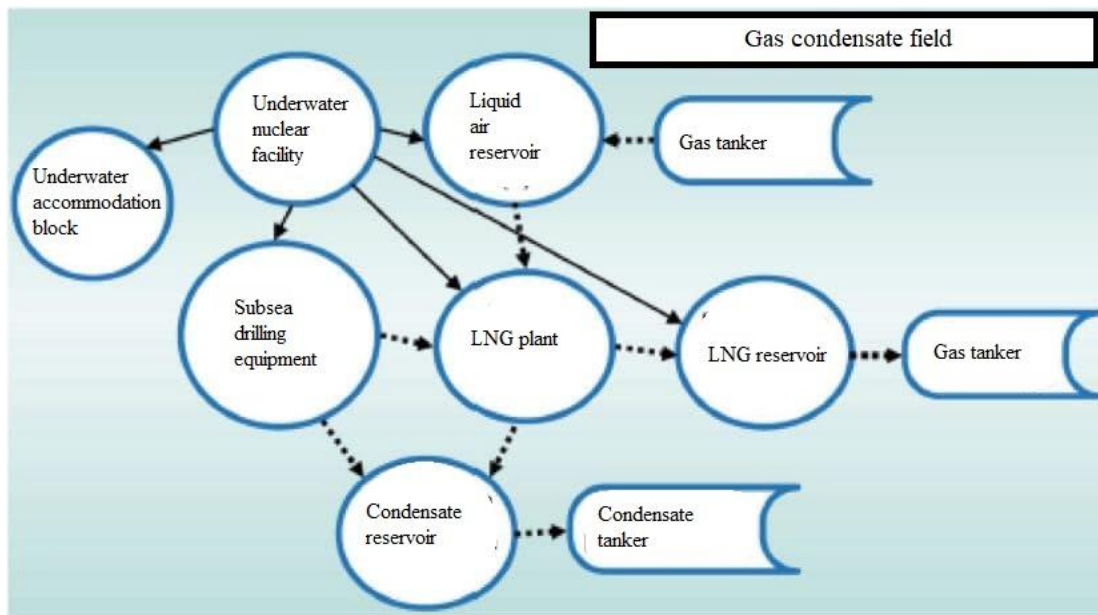 Gas condensate field
Underwater
nuclear
facility
Liquid
air
reservoir
Gas tanker
Underwater
accommodation
block
Subsea
drilling
equipment
LNG plant
LNG reservoir
Gas tanker
Condensate
reservoir
Condensate
tanker